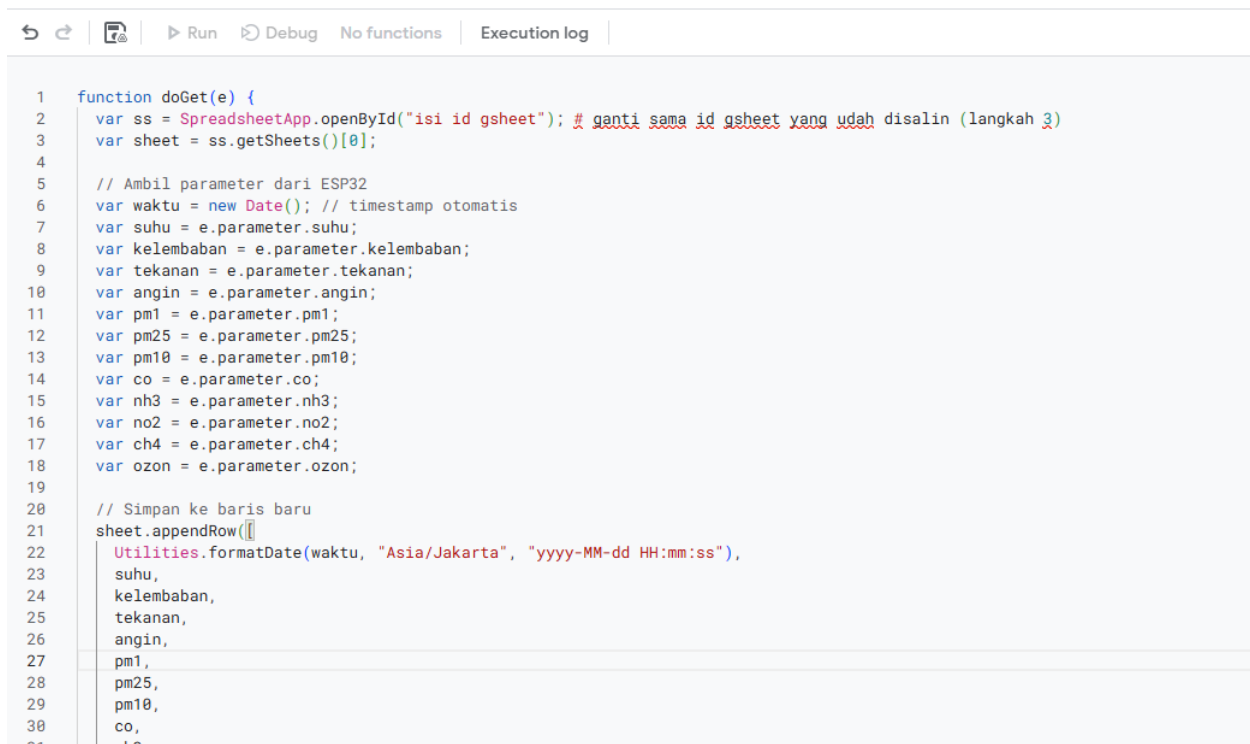 Run Debug No functions Execution log
1 function doGet(e) {
2 var ss = SpreadsheetApp.openById("isi id gsheet"); # ganti sama id gsheet yang udah disalin (langkah 3)
3 var sheet = ss.getSheets()[0];
4
5 // Ambil parameter dari ESP32
6 var waktu = new Date(); // timestamp otomatis
7 var suhu = e.parameter.suhu;
8 var kelembaban = e.parameter.kelembaban;
9 var tekanan = e.parameter.tekanan;
10 var angin = e.parameter.angin;
11 var pm1 = e.parameter.pm1;
12 var pm25 = e.parameter.pm25;
13 var pm10 = e.parameter.pm10;
14 var co = e.parameter.co;
15 var nh3 = e.parameter.nh3;
16 var no2 = e.parameter.no2;
17 var ch4 = e.parameter.ch4;
18 var ozon = e.parameter.ozon;
19
20 // Simpan ke baris baru
21 sheet.appendRow([
22 Utilities.formatDate(waktu, "Asia/Jakarta", "yyyy-MM-dd HH:mm:ss"),
23 suhu,
24 kelembaban,
25 tekanan,
26 angin,
27 pm1,
28 pm25,
29 pm10,
30 co,